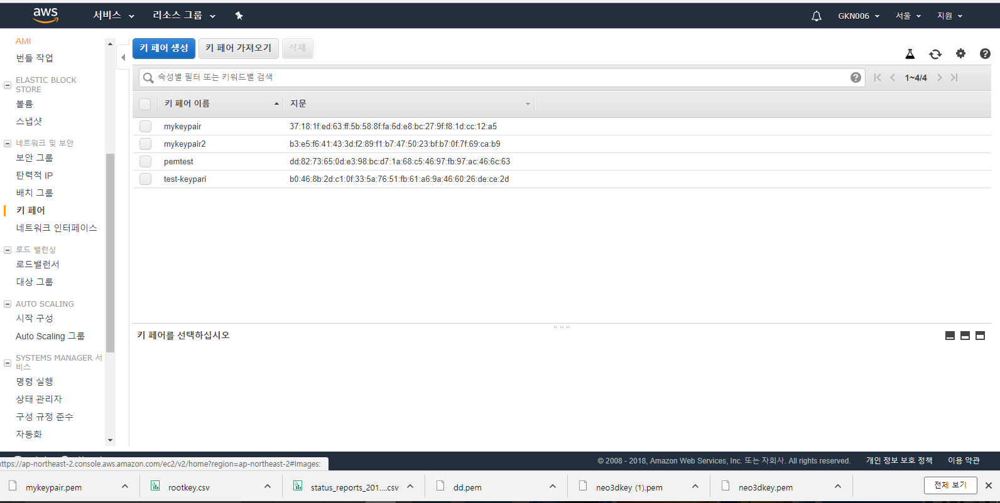 aws
서비스
리소스 그룹
GKN006
서울
지원
AMI
번들 작업
ELASTIC BLOCK
STORE
볼륨
스냅샷
네트워크 및 보안
보안 그룹
탄력적 IP
배치 그룹
키 페어
네트워크 인터페이스
로드 밸런싱
로드밸런서
대상 그룹
AUTO SCALING
시작 구성
Auto Scaling 그룹
SYSTEMS MANAGER 서
비스
명령 실행
상태 관리자
구성 규정 준수
자동화
키 페어 생성
키 페어 가져오기
삭제
속성별 필터 또는 키워드별 검색
1~4/4
키 페어 이름
지문
mykeypair 37:18:1f:ed:63:ff:5b:58:8f:fa:6d:e8:bc:27:9f:f8:1d:cc:12:a5
mykeypair2 b3:e5:f6:41:43:3d:f2:89:f1:b7:47:50:23:bf:b7:0f:7f:69:ca:b9
pemtest dd:82:73:65:0d:e3:98:bc:d7:1a:68:c5:46:97:fb:97:ac:46:6c:63
test-keypari b0:46:8b:2d:c1:0f:33:5a:76:51:fb:61:a6:9a:46:60:26:de:ce:2d
키 페어를 선택하십시오
ttps://ap-northeast-2.console.aws.amazon.com/ec2/v2/home?region=ap-northeast-2#Images:
© 2008 - 2018, Amazon Web Services, Inc. 또는 자회사. All rights reserved.
개인 정보 보호 정책
이용 약관
mykeypair.pem
rootkey.csv
status_reports_201....csv
dd.pem
neo3dkey (1).pem
neo3dkey.pem
전체 보기